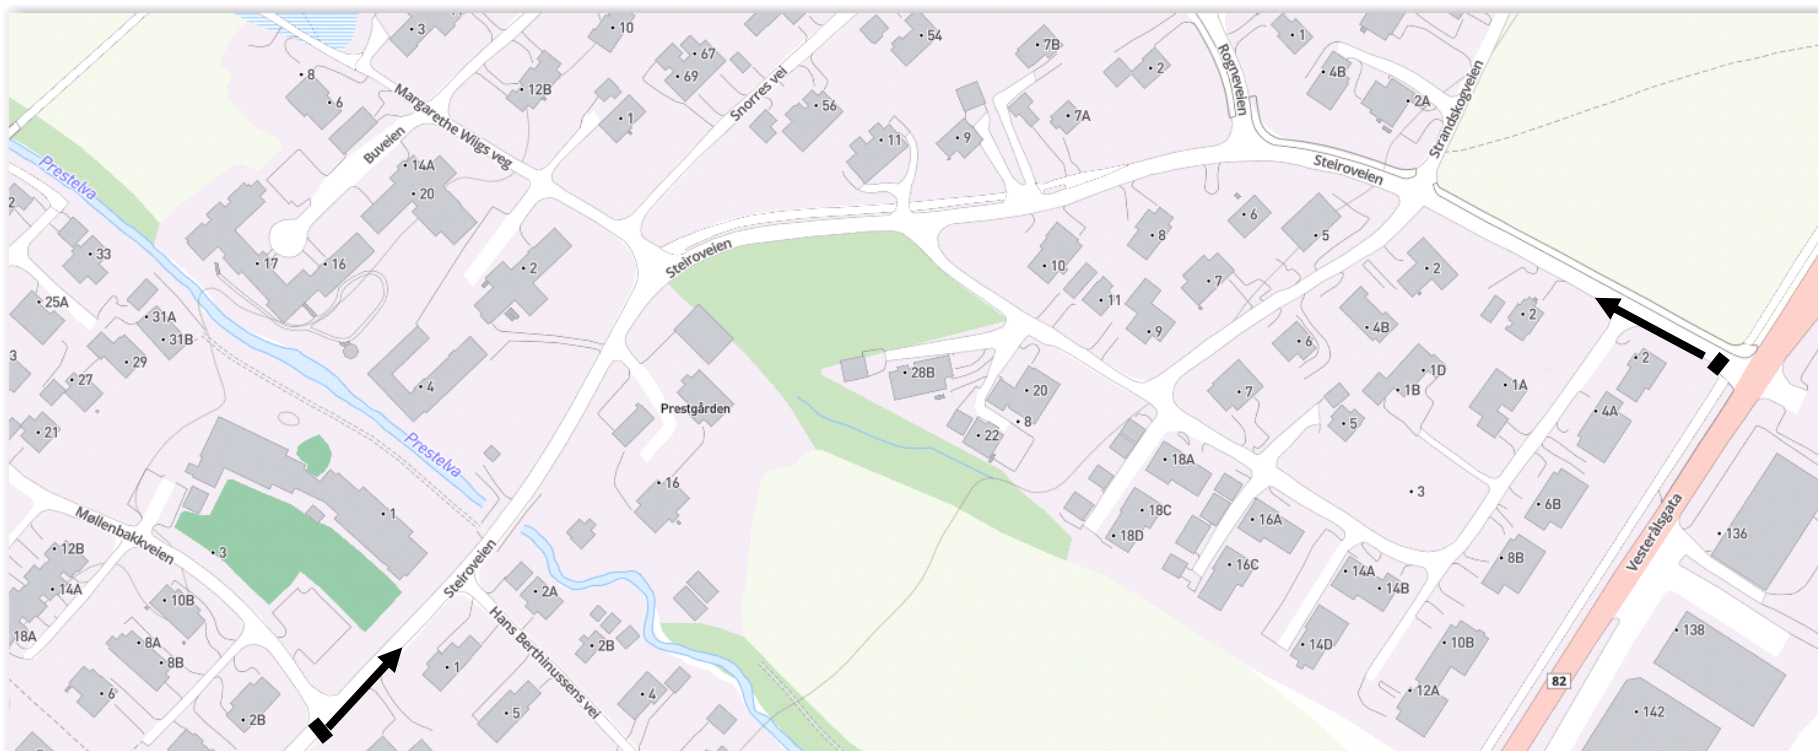 3
10
67
69
54
7B
2
1
4B
2A
8
6
12B
1
56
7A
9
11
Margarethe Wiigs veg
Buveien
Snorres vei
Rogneveien
Strandskogveien
Steiroveien
Prestelva
14A
20
2
33
17
16
2
Steiroveien
10
8
6
5
7
11
9
2
4B
2
6
25A
31A
31B
29
3
27
21
4
Prestgården
28B
20
8
22
7
5
1D
1B
1A
2
4A
Prestelva
16
18A
18C
18D
16A
16C
3
6B
8B
136
Vesterålsgata
Møllenbakkveien
1
3
12B
14A
10B
18A
8A
8B
6
2B
Steiroveien
2A
2B
Hans Berthinussens vei
1
5
4
14A
14B
14D
10B
12A
82
138
142